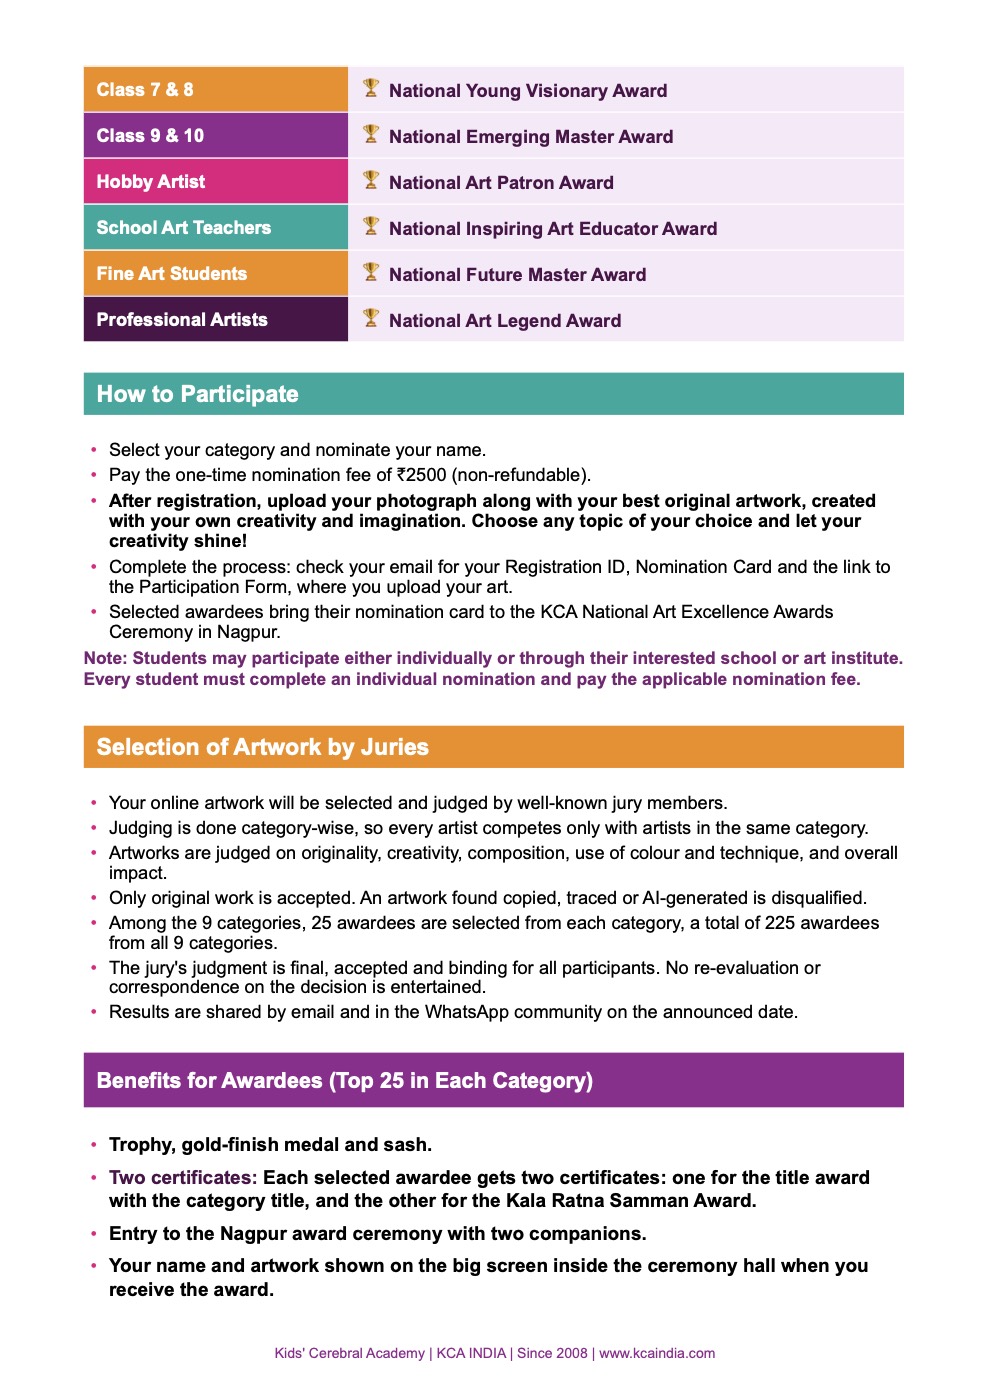 Class 7 & 8
National Young Visionary Award
Class 9 & 10
National Emerging Master Award
Hobby Artist
National Art Patron Award
School Art Teachers
National Inspiring Art Educator Award
Fine Art Students
National Future Master Award
Professional Artists
National Art Legend Award
How to Participate
• Select your category and nominate your name.
• Pay the one-time nomination fee of ₹2500 (non-refundable).
• After registration, upload your photograph along with your best original artwork, created
with your own creativity and imagination. Choose any topic of your choice and let your
creativity shine!
• Complete the process: check your email for your Registration ID, Nomination Card and the link to
the Participation Form, where you upload your art.
• Selected awardees bring their nomination card to the KCA National Art Excellence Awards
Ceremony in Nagpur.
Note: Students may participate either individually or through their interested school or art institute.
Every student must complete an individual nomination and pay the applicable nomination fee.
Selection of Artwork by Juries
• Your online artwork will be selected and judged by well-known jury members.
• Judging is done category-wise, so every artist competes only with artists in the same category.
• Artworks are judged on originality, creativity, composition, use of colour and technique, and overall
impact.
• Only original work is accepted. An artwork found copied, traced or AI-generated is disqualified.
• Among the 9 categories, 25 awardees are selected from each category, a total of 225 awardees
from all 9 categories.
• The jury's judgment is final, accepted and binding for all participants. No re-evaluation or
correspondence on the decision is entertained.
• Results are shared by email and in the WhatsApp community on the announced date.
Benefits for Awardees (Top 25 in Each Category)
• Trophy, gold-finish medal and sash.
• Two certificates: Each selected awardee gets two certificates: one for the title award
with the category title, and the other for the Kala Ratna Samman Award.
• Entry to the Nagpur award ceremony with two companions.
• Your name and artwork shown on the big screen inside the ceremony hall when you
receive the award.
Kids' Cerebral Academy | KCA INDIA | Since 2008 | www.kcaindia.com